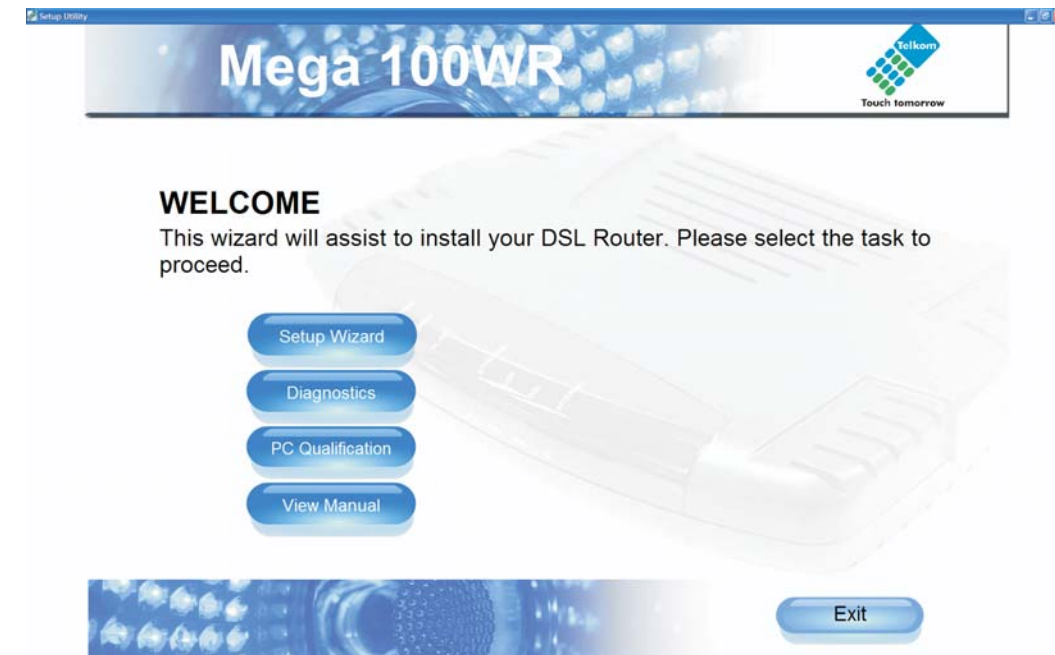 Setup Utility
Mega 100WR
Telkom
Touch tomorrow
WELCOME
This wizard will assist to install your DSL Router. Please select the task to
proceed.
Setup Wizard
Diagnostics
PC Qualification
View Manual
Exit